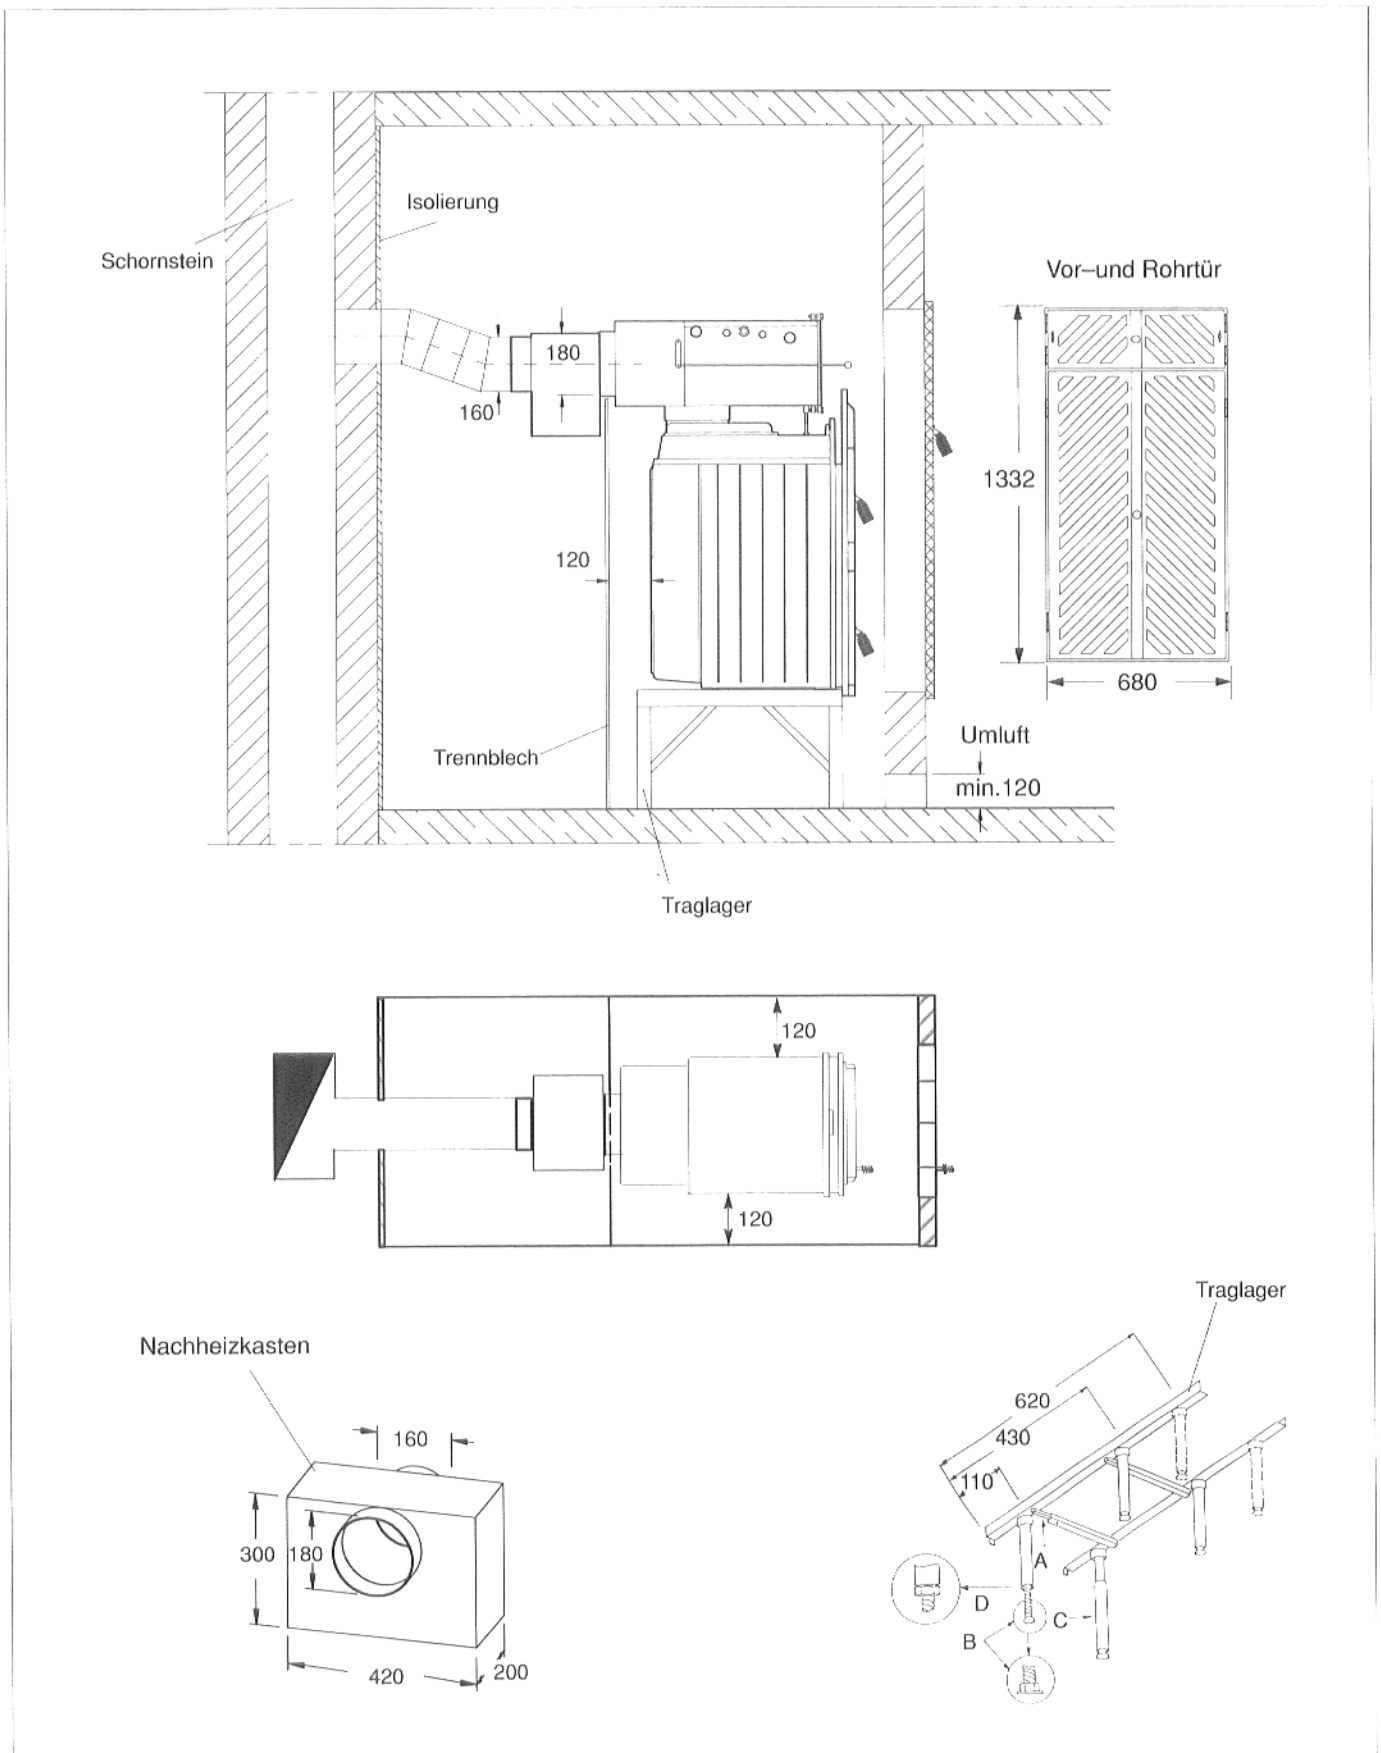 Isolierung
Schornstein
Vor–und Rohrtür
180
160
1332
120
680
Umluft
Trennblech
min.120
Traglager
120
120
Traglager
Nachheizkasten
620
160
430
110
300
180
A
D
C
B
420
200